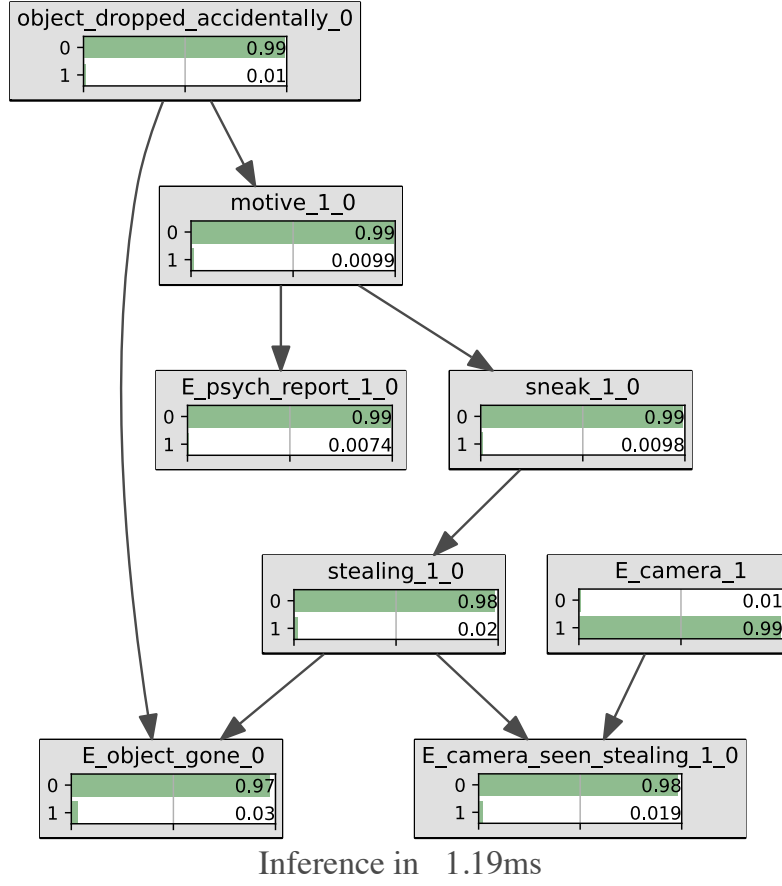 object_dropped_accidentally_0
0 0.99
1 0.01
motive_1_0
0 0.99
1 0.0099
E_psych_report_1_0
0 0.99
1 0.0074
sneak_1_0
0 0.99
1 0.0098
stealing_1_0
0 0.98
1 0.02
E_camera_1
0 0.01
1 0.99
E_object_gone_0
0 0.97
1 0.03
E_camera_seen_stealing_1_0
0 0.98
1 0.019
Inference in 1.19ms